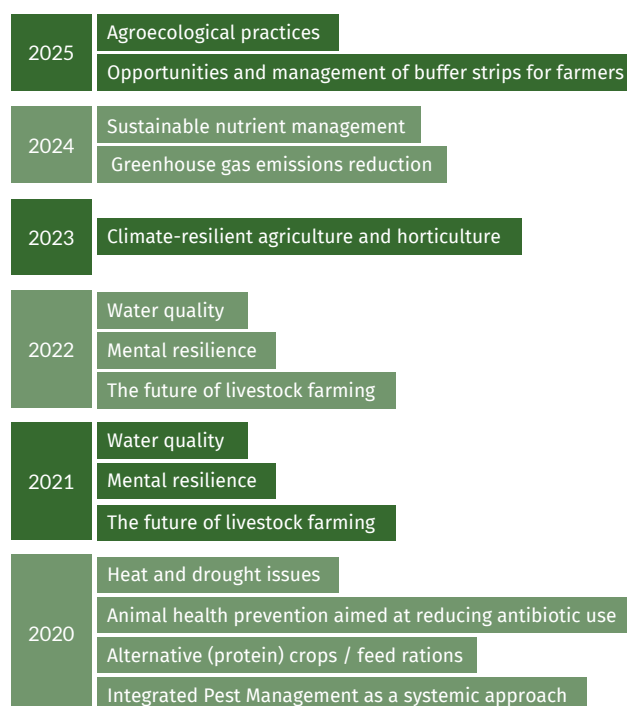 2025
Agroecological practices
Opportunities and management of buffer strips for farmers
2024
Sustainable nutrient management
Greenhouse gas emissions reduction
2023
Climate-resilient agriculture and horticulture
2022
Water quality
Mental resilience
The future of livestock farming
2021
Water quality
Mental resilience
The future of livestock farming
2020
Heat and drought issues
Animal health prevention aimed at reducing antibiotic use
Alternative (protein) crops / feed rations
Integrated Pest Management as a systemic approach